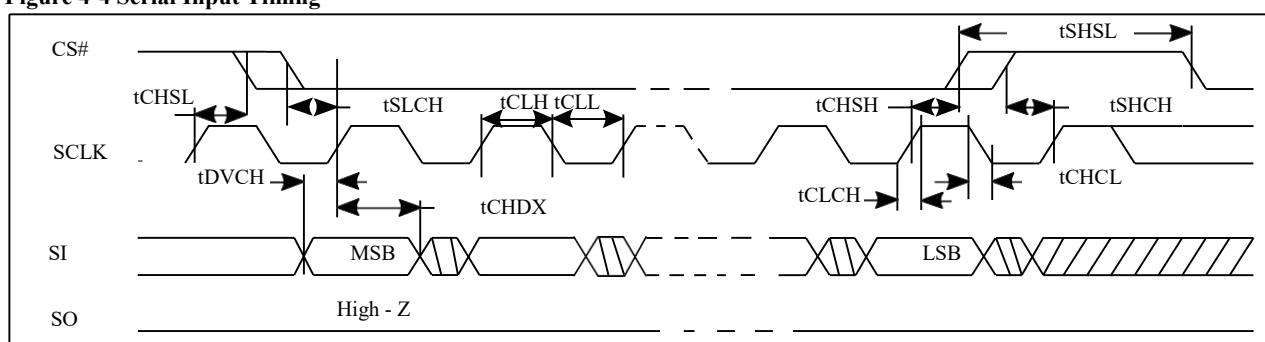 Figure 4-4 Serial Input Timing
tSHSL
CS#
tCHSL
tSLCH
tCLH
tCLL
tCHSH
tSHCH
SCLK
tDVCH
tCHDX
tCLCH
tCHCL
SI
MSB
LSB
High - Z
SO